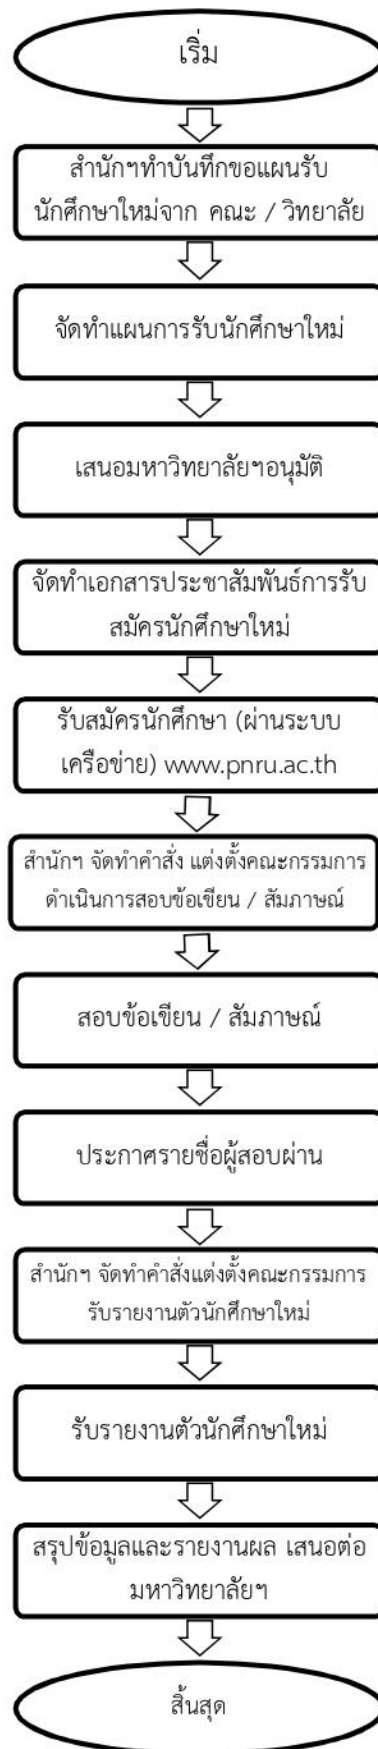 เริ่ม
สำนักฯทำบันทึกขอแผนรับ
นักศึกษาใหม่จาก คณะ / วิทยาลัย
จัดทำแผนการรับนักศึกษาใหม่
เสนอมหาวิทยาลัยฯอนุมัติ
จัดทำเอกสารประชาสัมพันธ์การรับ
สมัครนักศึกษาใหม่
รับสมัครนักศึกษา (ผ่านระบบ
เครือข่าย) www.pnru.ac.th
สำนักฯ จัดทำคำสั่ง แต่งตั้งคณะกรรมการ
ดำเนินการสอบข้อเขียน / สัมภาษณ์
สอบข้อเขียน / สัมภาษณ์
ประกาศรายชื่อผู้สอบผ่าน
สำนักฯ จัดทำคำสั่งแต่งตั้งคณะกรรมการ
รับรายงานตัวนักศึกษาใหม่
รับรายงานตัวนักศึกษาใหม่
สรุปข้อมูลและรายงานผล เสนอต่อ
มหาวิทยาลัยฯ
สิ้นสุด